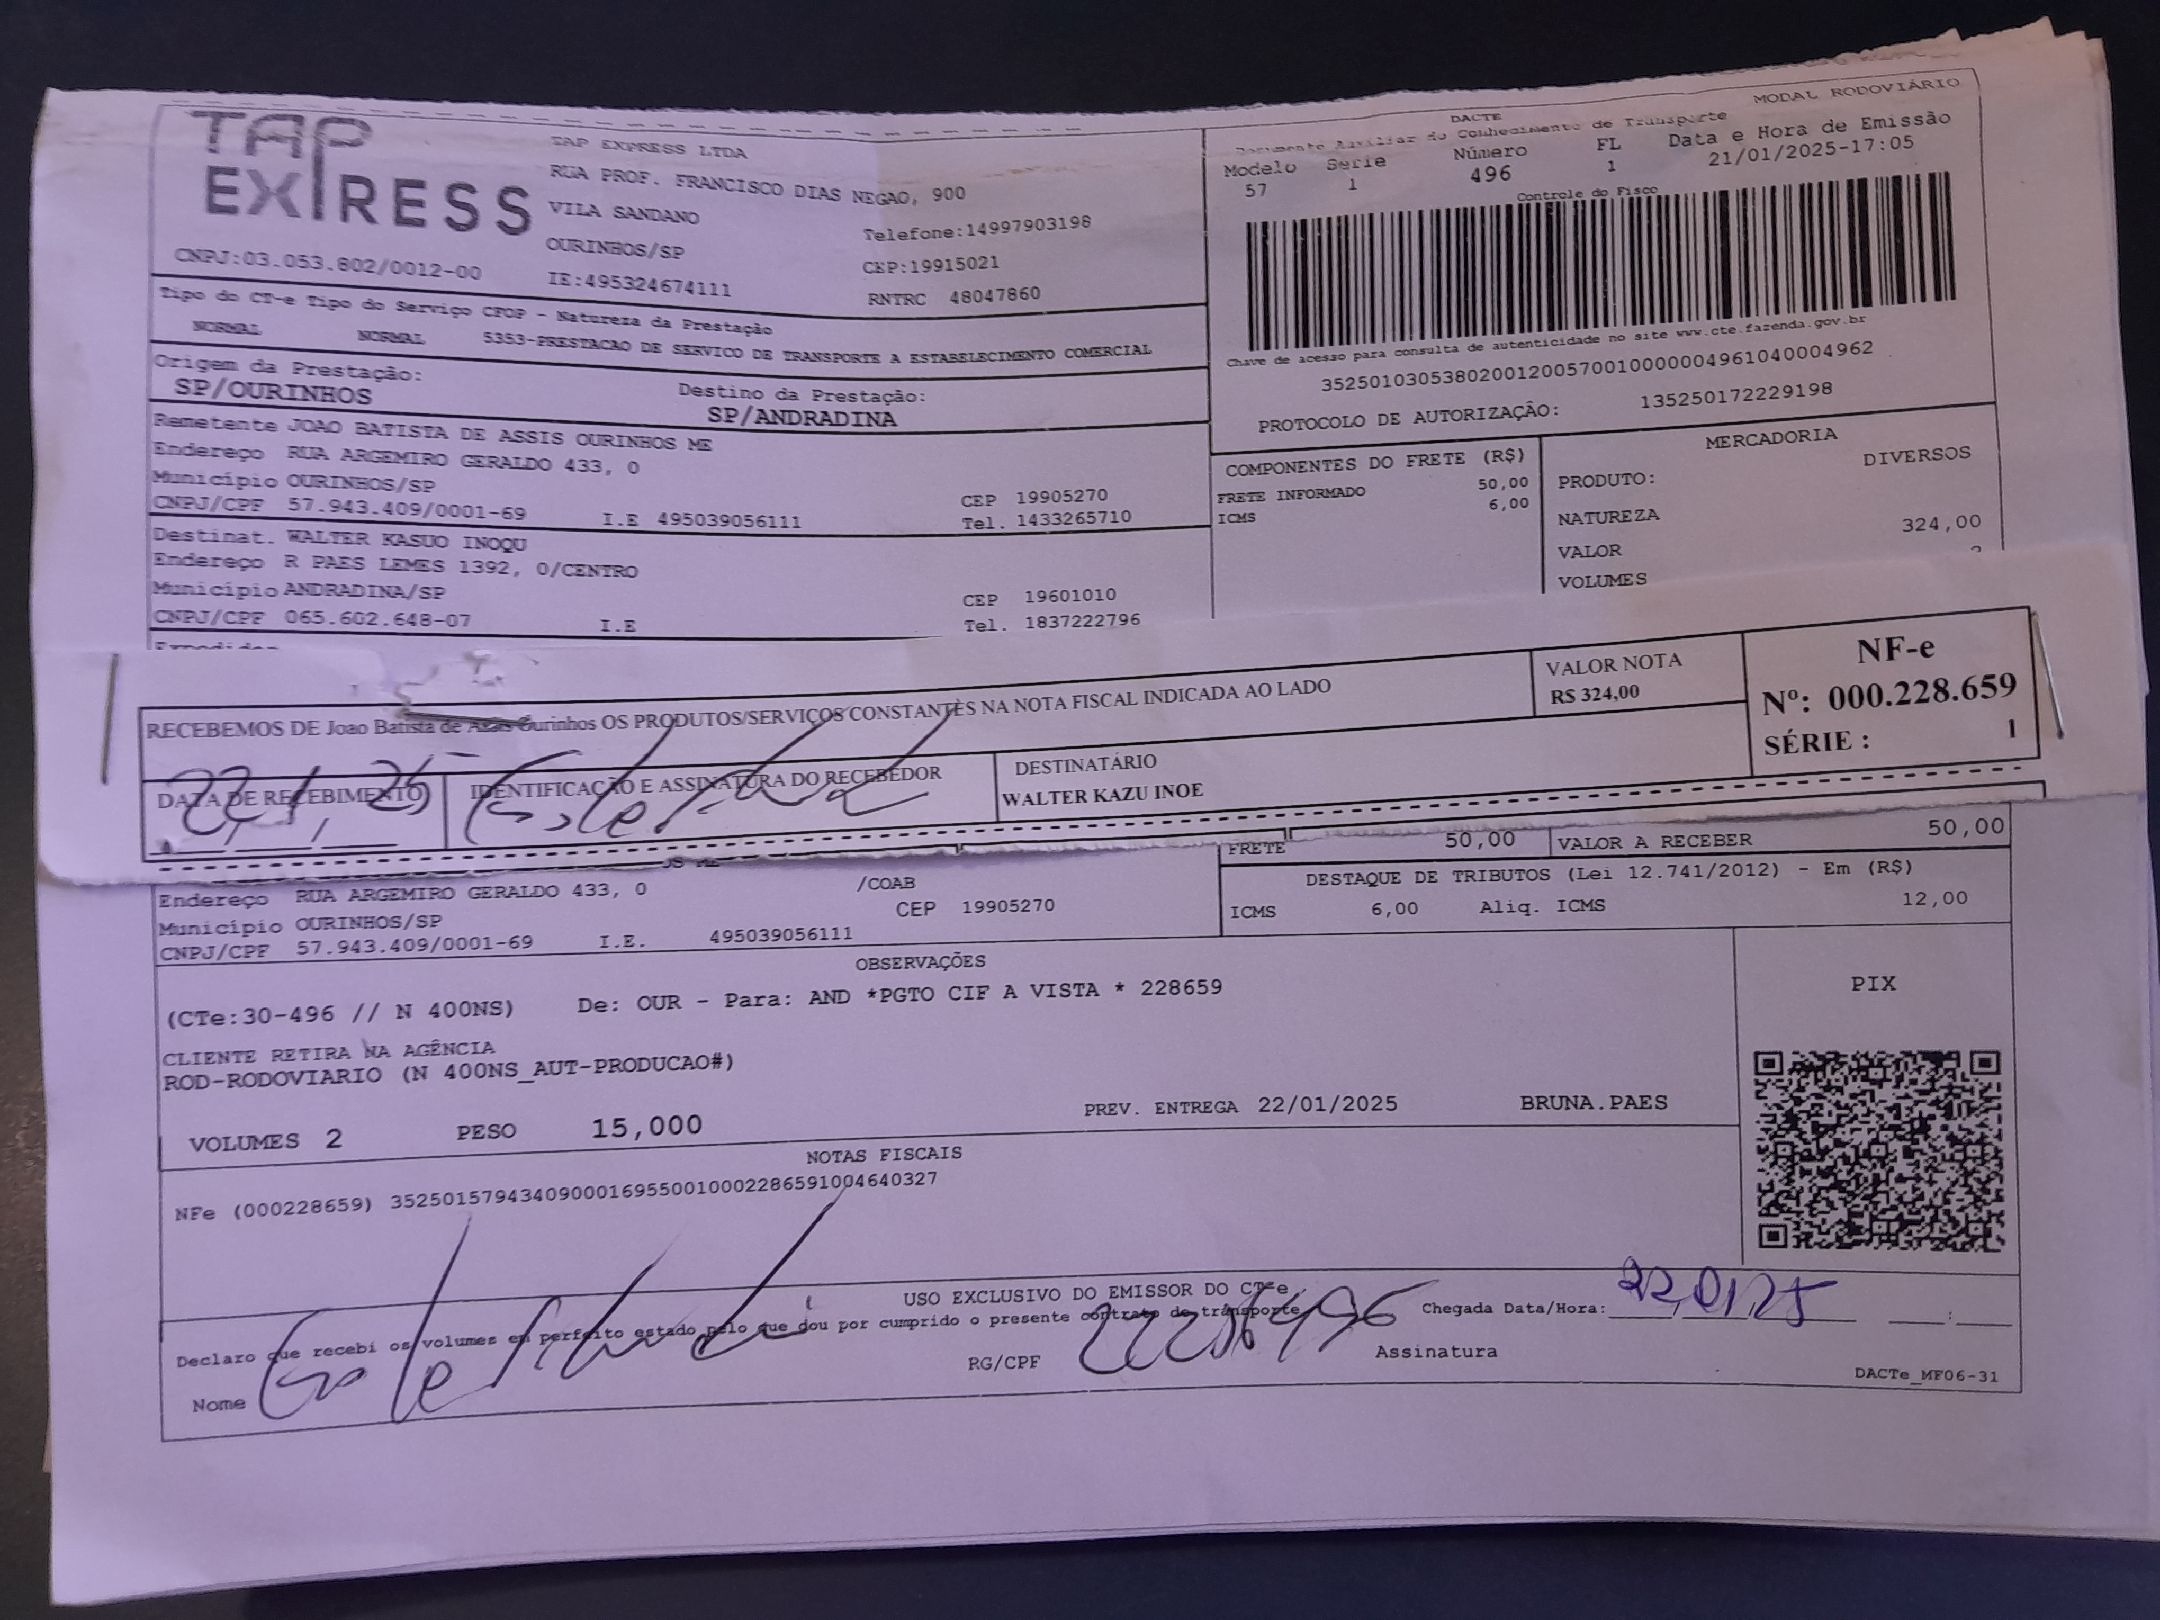 TAP
EXPRESS
TAP EXPRESS LTDA
RUA PROF. FRANCISCO DIAS NEGAO, 900
VILA SANDANO
Telefone:14997903198
OURINHOS/SP
CEP:19915021
CNPJ:03.053.802/0012-00
IE:495324674111
RNTRC 48047860
MODAL RODOVIÁRIO
DACTE
Documento Auxiliar do Conhecimento de Transporte
Modelo Série Número FL Data e Hora de Emissão
57 1 496 1 21/01/2025-17:05
Controle do Fisco
Chave de acesso para consulta de autenticidade no site www.cte.fazenda.gov.br
35250103053802001200570010000004961040004962
PROTOCOLO DE AUTORIZAÇÃO: 135250172229198
Tipo do CT-e Tipo do Serviço CFOP - Natureza da Prestação
NORMAL NORMAL 5353-PRESTACAO DE SERVICO DE TRANSPORTE A ESTABELECIMENTO COMERCIAL
Origem da Prestação: Destino da Prestação:
SP/OURINHOS SP/ANDRADINA
Remetente JOAO BATISTA DE ASSIS OURINHOS ME
Endereço RUA ARGEMIRO GERALDO 433, 0
Município OURINHOS/SP CEP 19905270
CNPJ/CPF 57.943.409/0001-69 I.E 495039056111 Tel. 1433265710
Destinat. WALTER KASUO INOQU
Endereço R PAES LEMES 1392, 0/CENTRO
Município ANDRADINA/SP CEP 19601010
CNPJ/CPF 065.602.648-07 I.E Tel. 1837222796
COMPONENTES DO FRETE (R$)
FRETE INFORMADO 50,00
ICMS 6,00
MERCADORIA
PRODUTO: DIVERSOS
NATUREZA
VALOR 324,00
VOLUMES
RECEBEMOS DE Joao Batista de Assis Ourinhos OS PRODUTOS/SERVIÇOS CONSTANTES NA NOTA FISCAL INDICADA AO LADO
VALOR NOTA
R$ 324,00
NF-e
Nº: 000.228.659
SÉRIE : 1
DATA DE RECEBIMENTO
22 1 25
IDENTIFICAÇÃO E ASSINATURA DO RECEBEDOR
DESTINATÁRIO
WALTER KAZU INOE
FRETE 50,00 VALOR A RECEBER 50,00
Endereço RUA ARGEMIRO GERALDO 433, 0 /COAB
Município OURINHOS/SP CEP 19905270
CNPJ/CPF 57.943.409/0001-69 I.E. 495039056111
DESTAQUE DE TRIBUTOS (Lei 12.741/2012) - Em (R$)
ICMS 6,00 Aliq. ICMS 12,00
OBSERVAÇÕES
(CTe:30-496 // N 400NS) De: OUR - Para: AND *PGTO CIF A VISTA * 228659
CLIENTE RETIRA NA AGÊNCIA
ROD-RODOVIARIO (N 400NS_AUT-PRODUCAO#)
VOLUMES 2 PESO 15,000 PREV. ENTREGA 22/01/2025 BRUNA.PAES
PIX
NOTAS FISCAIS
NFe (000228659) 35250157943409000169550010002286591004640327
USO EXCLUSIVO DO EMISSOR DO CT-e
Declaro que recebi os volumes em perfeito estado pelo que dou por cumprido o presente contrato de transporte
Chegada Data/Hora: 22,01,25
Nome RG/CPF Assinatura
DACTe_MF06-31